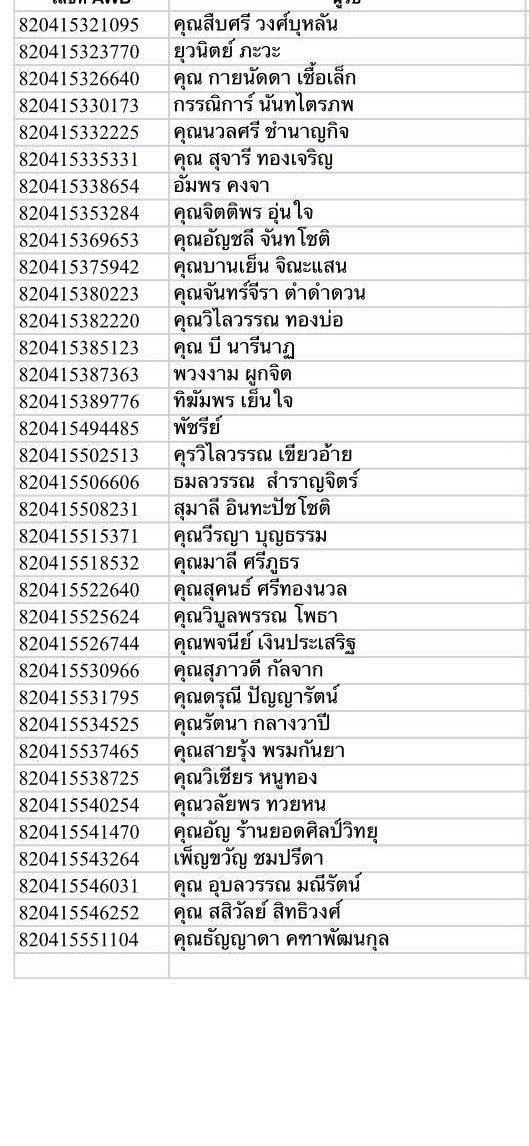 เลขที่ AWB ผู้รับ
820415321095 คุณสืบศรี วงศ์บุหลัน
820415323770 ยุวนิตย์ ภะวะ
820415326640 คุณ กายนัดดา เชื้อเล็ก
820415330173 กรรณิการ์ นันทไตรภพ
820415332225 คุณนวลศรี ชำนาญกิจ
820415335331 คุณ สุจารี ทองเจริญ
820415338654 อัมพร คงจา
820415353284 คุณจิตติพร อุ่นใจ
820415369653 คุณอัญชลี จันทโชติ
820415375942 คุณบานเย็น จิณะแสน
820415380223 คุณจันทร์จีรา ตำดำดวน
820415382220 คุณวิไลวรรณ ทองบ่อ
820415385123 คุณ บี นารีนาฏ
820415387363 พวงงาม ผูกจิต
820415389776 ทิฆัมพร เย็นใจ
820415494485 พัชรีย์
820415502513 คุรวิไลวรรณ เขียวอ้าย
820415506606 ธมลวรรณ สำราญจิตร์
820415508231 สุมาลี อินทะปัชโชติ
820415515371 คุณวีรญา บุญธรรม
820415518532 คุณมาลี ศรีภูธร
820415522640 คุณสุคนธ์ ศรีทองนวล
820415525624 คุณวิบูลพรรณ โพธา
820415526744 คุณพจนีย์ เงินประเสริฐ
820415530966 คุณสุภาวดี กัลจาก
820415531795 คุณดรุณี ปัญญารัตน์
820415534525 คุณรัตนา กลางวาปี
820415537465 คุณสายรุ้ง พรมกันยา
820415538725 คุณวิเชียร หนูทอง
820415540254 คุณวลัยพร ทวยหน
820415541470 คุณอัญ ร้านยอดศิลป์วิทยุ
820415543264 เพ็ญขวัญ ชมปรีดา
820415546031 คุณ อุบลวรรณ มณีรัตน์
820415546252 คุณ สสิวัลย์ สิทธิวงศ์
820415551104 คุณธัญญาดา คฑาพัฒนกุล